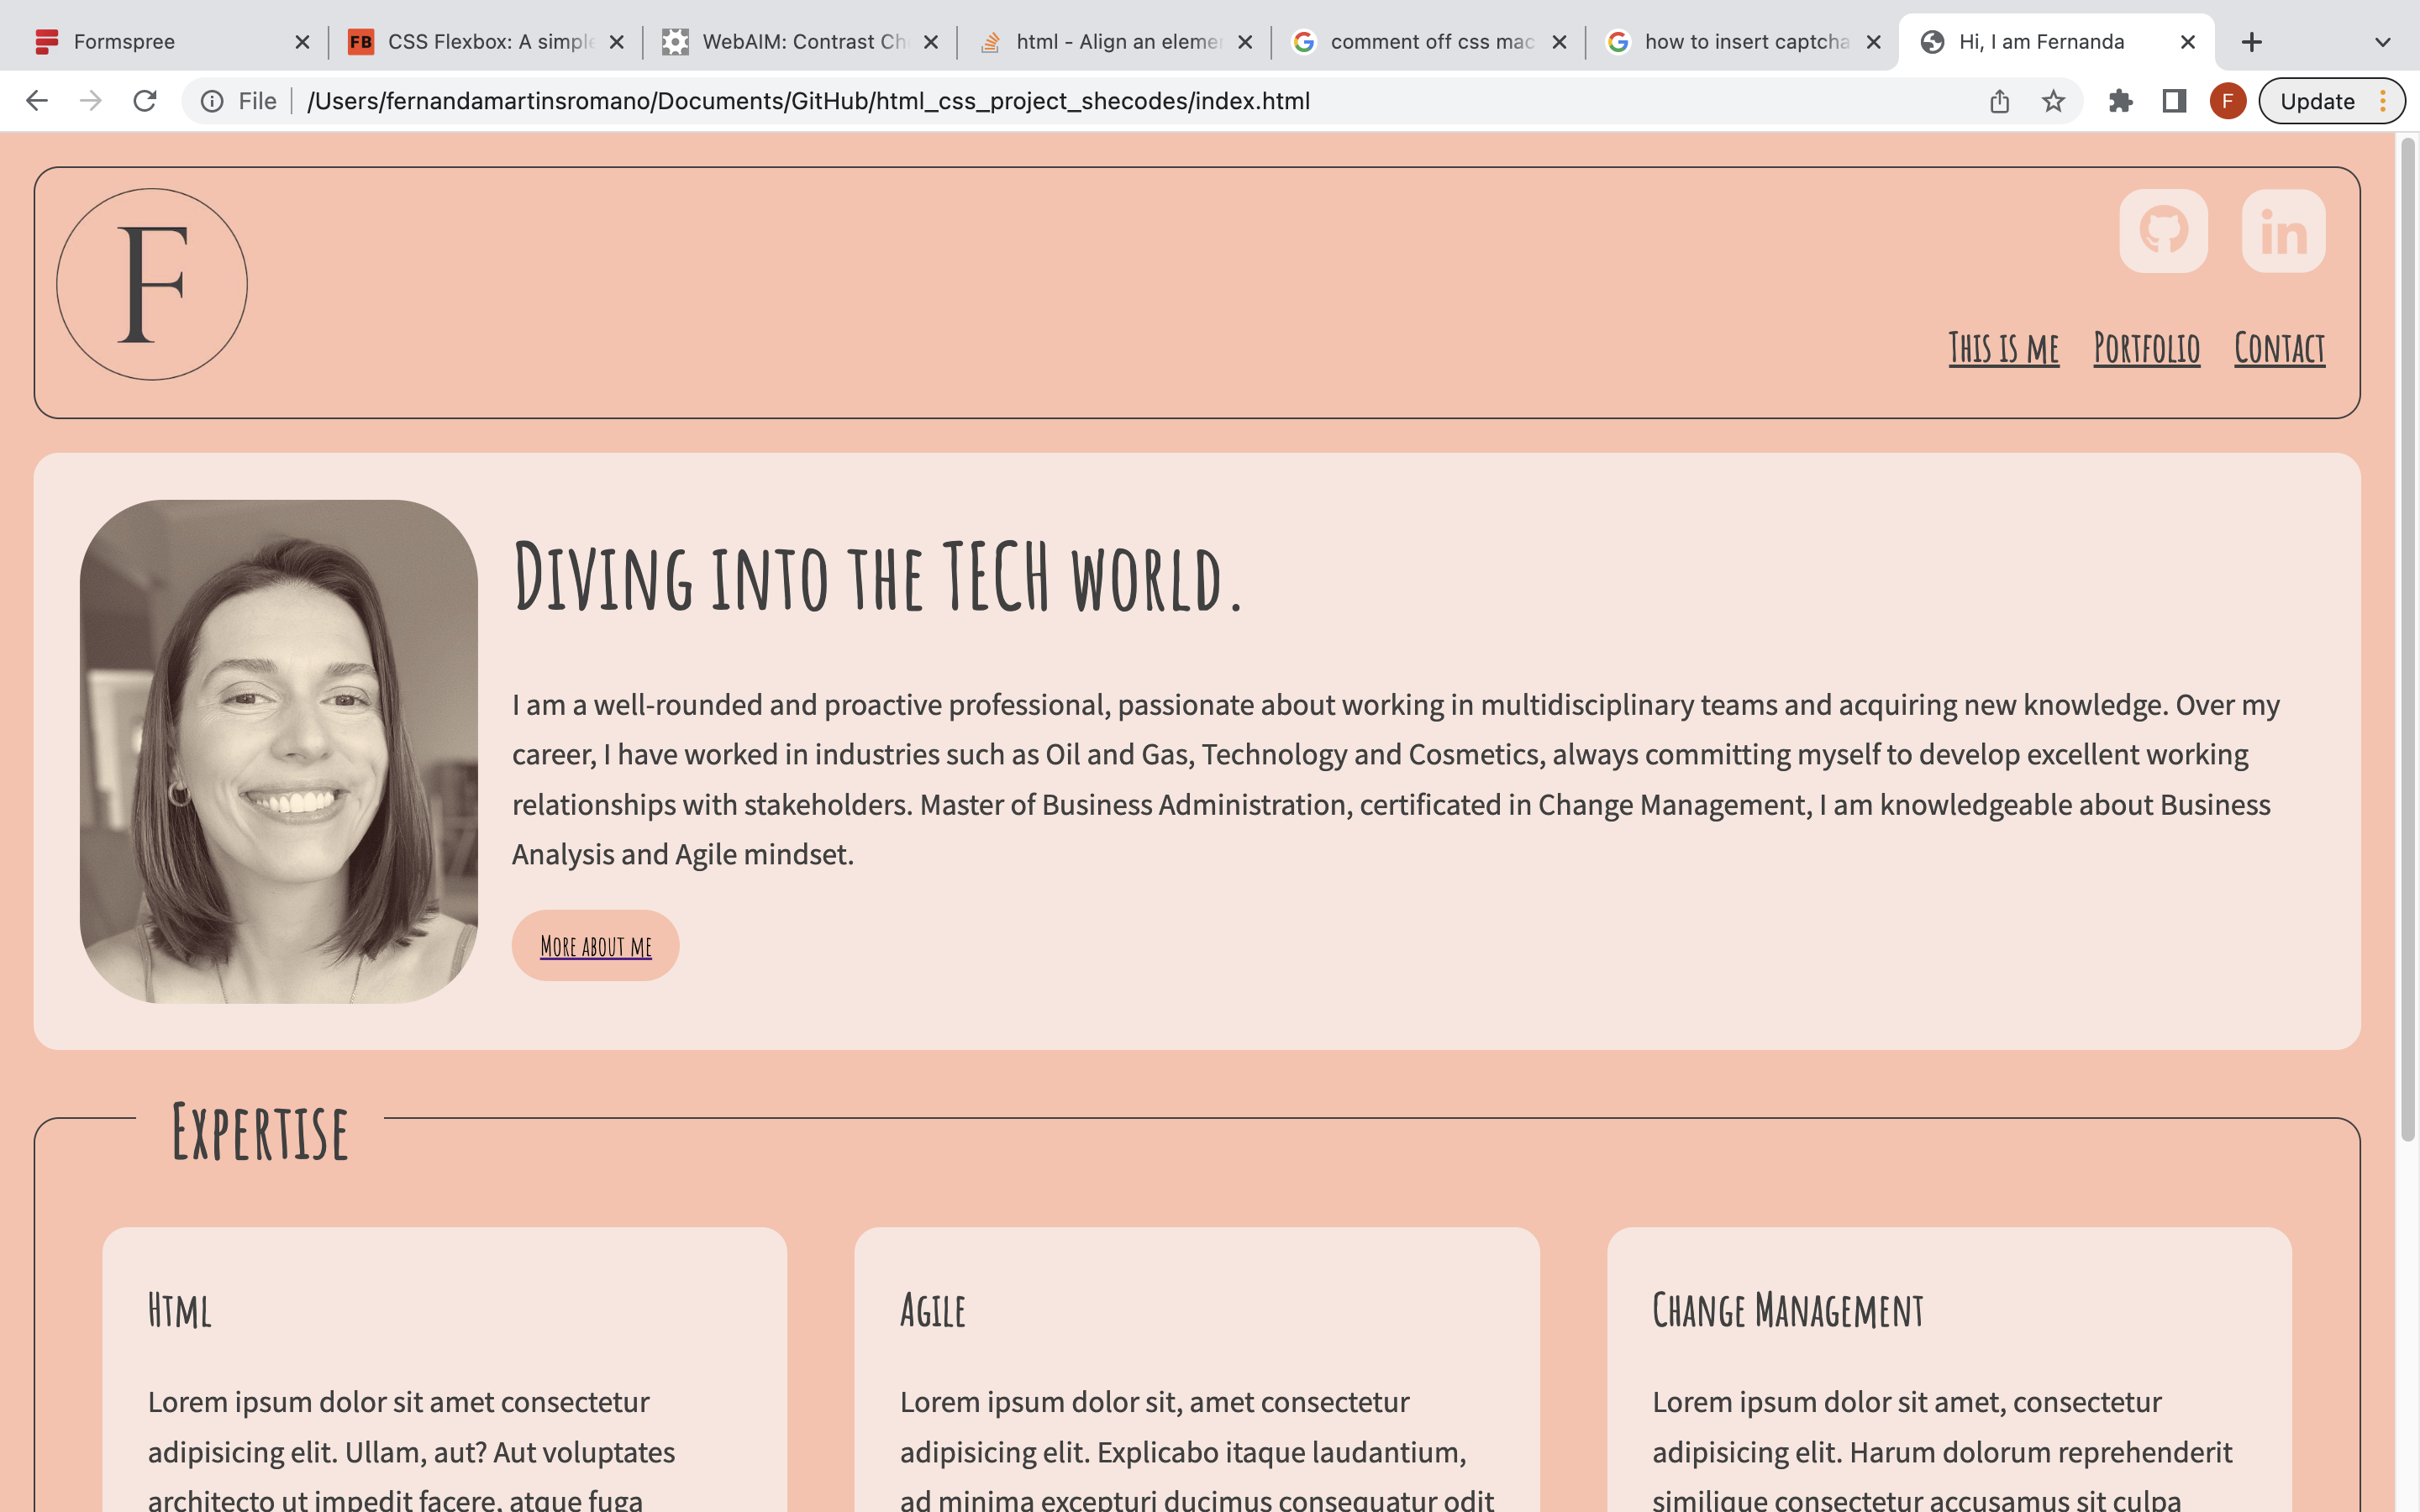 Formspree
CSS Flexbox: A simple
WebAIM: Contrast Ch
html - Align an elemen
comment off css mac
how to insert captcha
Hi, I am Fernanda
File
/Users/fernandamartinsromano/Documents/GitHub/html_css_project_shecodes/index.html
F
Update
F
in
This is me Portfolio Contact
Diving into the TECH world.
I am a well-rounded and proactive professional, passionate about working in multidisciplinary teams and acquiring new knowledge. Over my
career, I have worked in industries such as Oil and Gas, Technology and Cosmetics, always committing myself to develop excellent working
relationships with stakeholders. Master of Business Administration, certificated in Change Management, I am knowledgeable about Business
Analysis and Agile mindset.
More about me
Expertise
Html
Lorem ipsum dolor sit amet consectetur
adipisicing elit. Ullam, aut? Aut voluptates
architecto ut impedit facere, atque fuga
Agile
Lorem ipsum dolor sit, amet consectetur
adipisicing elit. Explicabo itaque laudantium,
ad minima excepturi ducimus consequatur odit
Change Management
Lorem ipsum dolor sit amet, consectetur
adipisicing elit. Harum dolorum reprehenderit
similique consectetur accusamus sit culpa